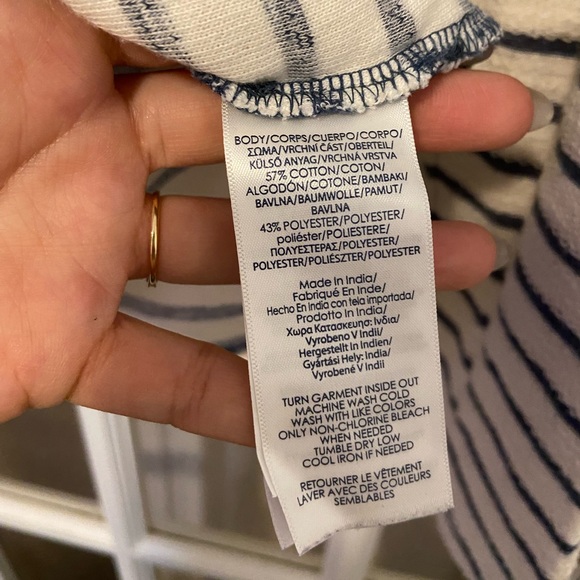 BODY/CORPS/CUERPO/CORPO/
ΣΩΜΑ/VRCHNÍ ČÁST/OBERTEIL/
KÜLSŐ ANYAG/VRCHNÁ VRSTVA
57% COTTON/COTON/
ALGODÓN/COTONE/ΒΑΜΒΑΚΙ/
BAVLNA/BAUMWOLLE/PAMUT/
BAVLNA
43% POLYESTER/POLYESTER/
poliéster/POLIESTERE/
ΠΟΛΥΕΣΤΕΡΑΣ/POLYESTER/
POLYESTER/POLIÉSZTER/POLYESTER
Made In India/
Fabriqué En Inde/
Hecho En India con tela importada/
Prodotto In India/
Χωρα Κατασκευησ: Ινδια/
Vyrobeno V Indii/
Hergestellt In Indien/
Gyártási Hely: India/
Vyrobené V Indii
TURN GARMENT INSIDE OUT
MACHINE WASH COLD
WASH WITH LIKE COLORS
ONLY NON-CHLORINE BLEACH
WHEN NEEDED
TUMBLE DRY LOW
COOL IRON IF NEEDED
RETOURNER LE VÊTEMENT
LAVER AVEC DES COULEURS
SEMBLABLES